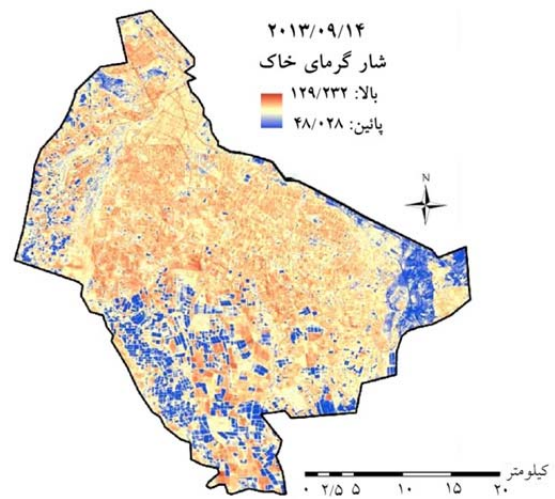 ۲۰۱۳/۰۹/۱۴
شار گرمای خاک
بالا: ۱۲۹/۲۳۲
پائین: ۴۸/۰۲۸
N
کیلومتر
۰ ۲/۵ ۵ ۱۰ ۱۵ ۲۰